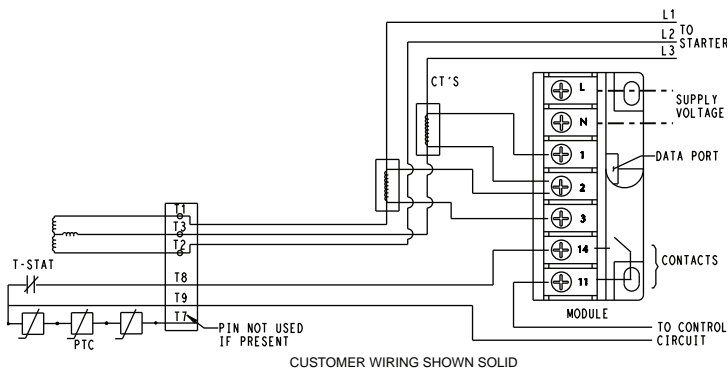 L1
L2 TO
STARTER
L3
CT'S
L
SUPPLY
VOLTAGE
N
1
DATA PORT
2
3
T1
T3
T2
T-STAT
T8
14
CONTACTS
T9
11
T7
PIN NOT USED
IF PRESENT
PTC
MODULE
TO CONTROL
CIRCUIT
CUSTOMER WIRING SHOWN SOLID